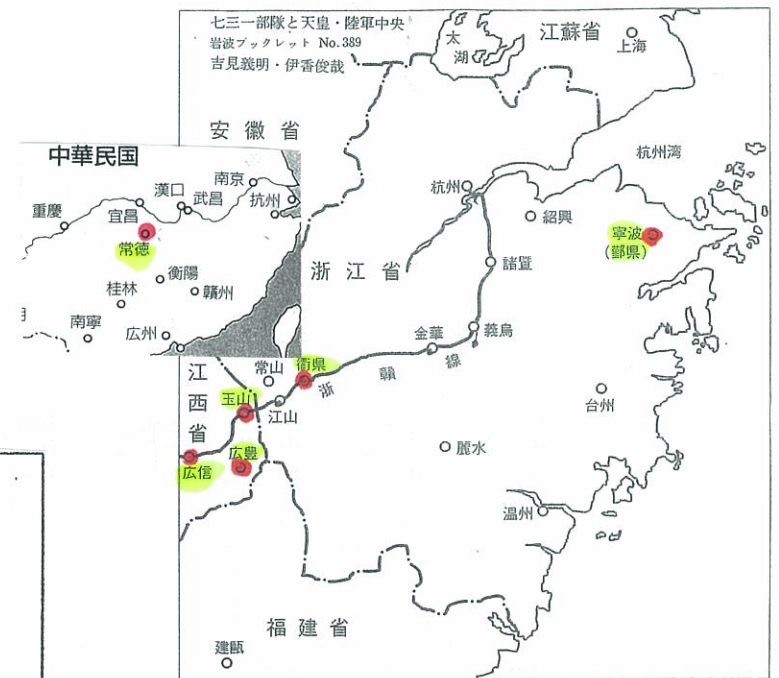 七三一部隊と天皇・陸軍中央
岩波ブックレット No.389
吉見義明・伊香俊哉
太湖
江蘇省
上海
安徽省
杭州湾
中華民国
南京
漢口
武昌
杭州
重慶
宜昌
常徳
衡陽
桂林
贛州
南寧
広州
杭州
紹興
寧波
(鄞県)
浙江省
諸暨
金華
義烏
衢県
常山
浙贛線
江西省
玉山
江山
台州
広豊
広信
麗水
温州
福建省
建甌